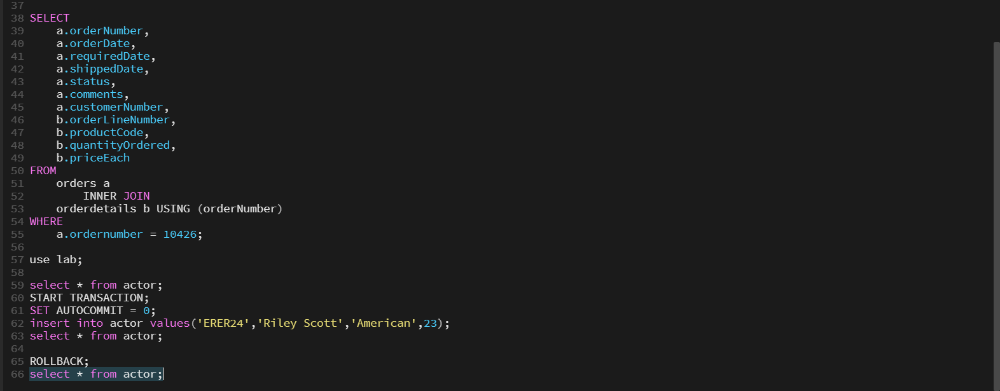 37
38 SELECT
39     a.orderNumber,
40     a.orderDate,
41     a.requiredDate,
42     a.shippedDate,
43     a.status,
44     a.comments,
45     a.customerNumber,
46     b.orderLineNumber,
47     b.productCode,
48     b.quantityOrdered,
49     b.priceEach
50 FROM
51     orders a
52         INNER JOIN
53     orderdetails b USING (orderNumber)
54 WHERE
55     a.ordernumber = 10426;
56
57 use lab;
58
59 select * from actor;
60 START TRANSACTION;
61 SET AUTOCOMMIT = 0;
62 insert into actor values('ERER24','Riley Scott','American',23);
63 select * from actor;
64
65 ROLLBACK;
66 select * from actor;